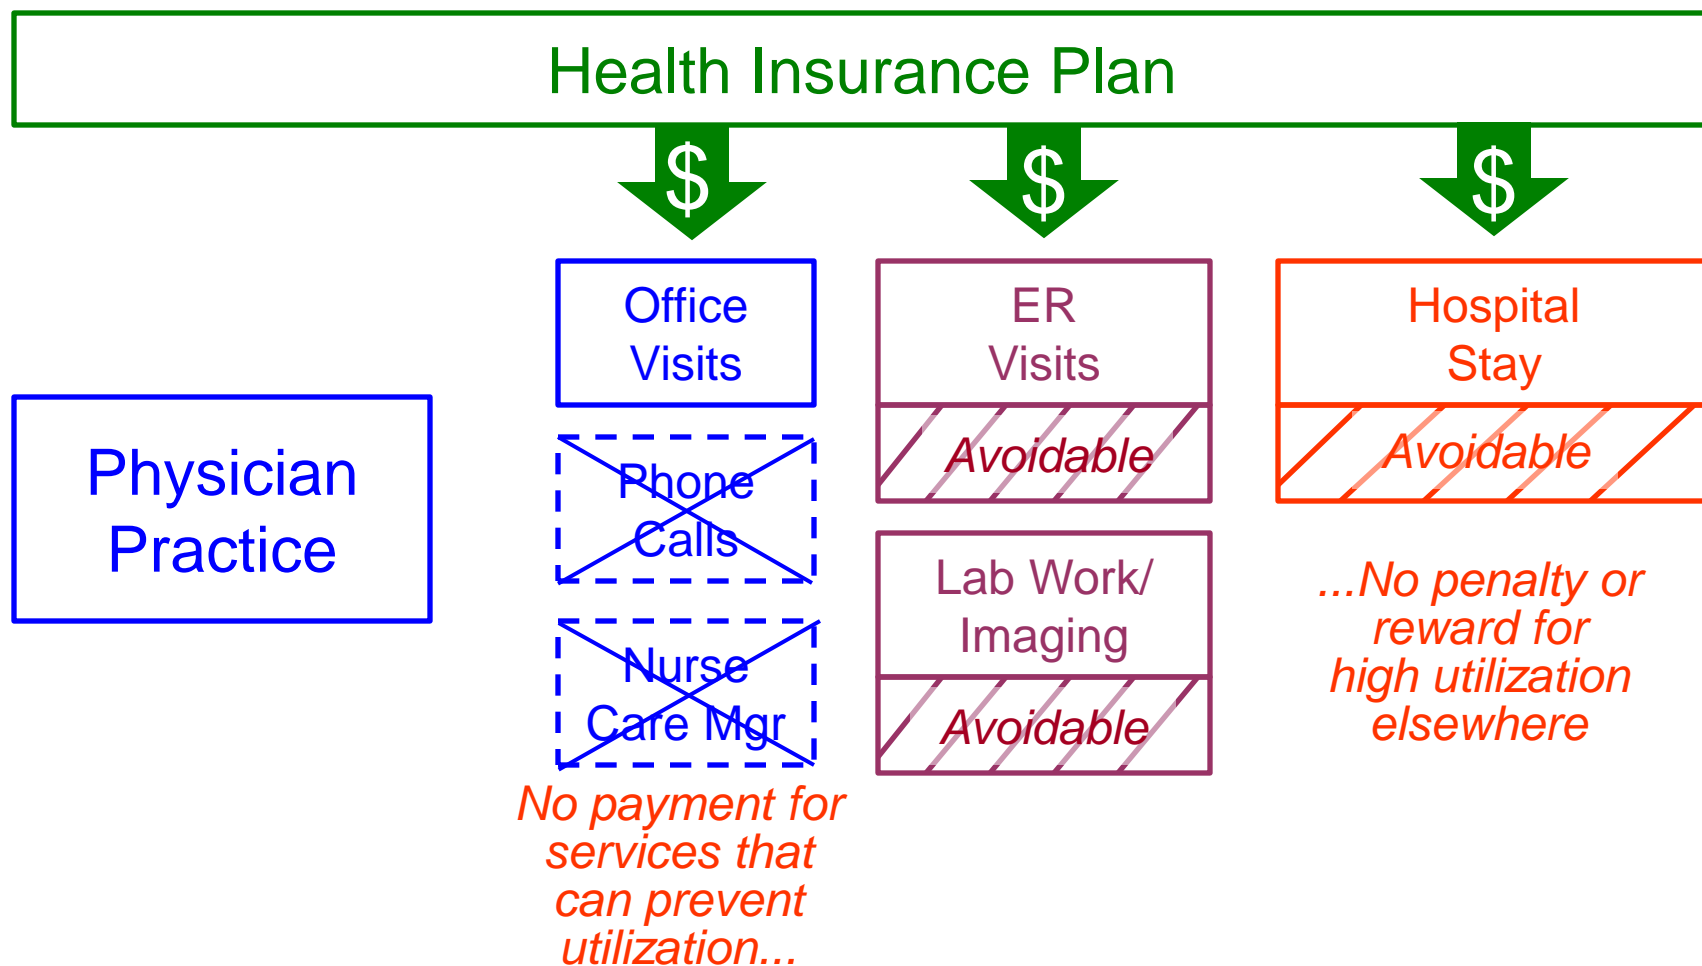 Health Insurance Plan
$
$
$
Physician
Practice
Office
Visits
Phone
Calls
Nurse
Care Mgr
No payment for
services that
can prevent
utilization...
ER
Visits
Avoidable
Lab Work/
Imaging
Avoidable
Hospital
Stay
Avoidable
...No penalty or
reward for
high utilization
elsewhere